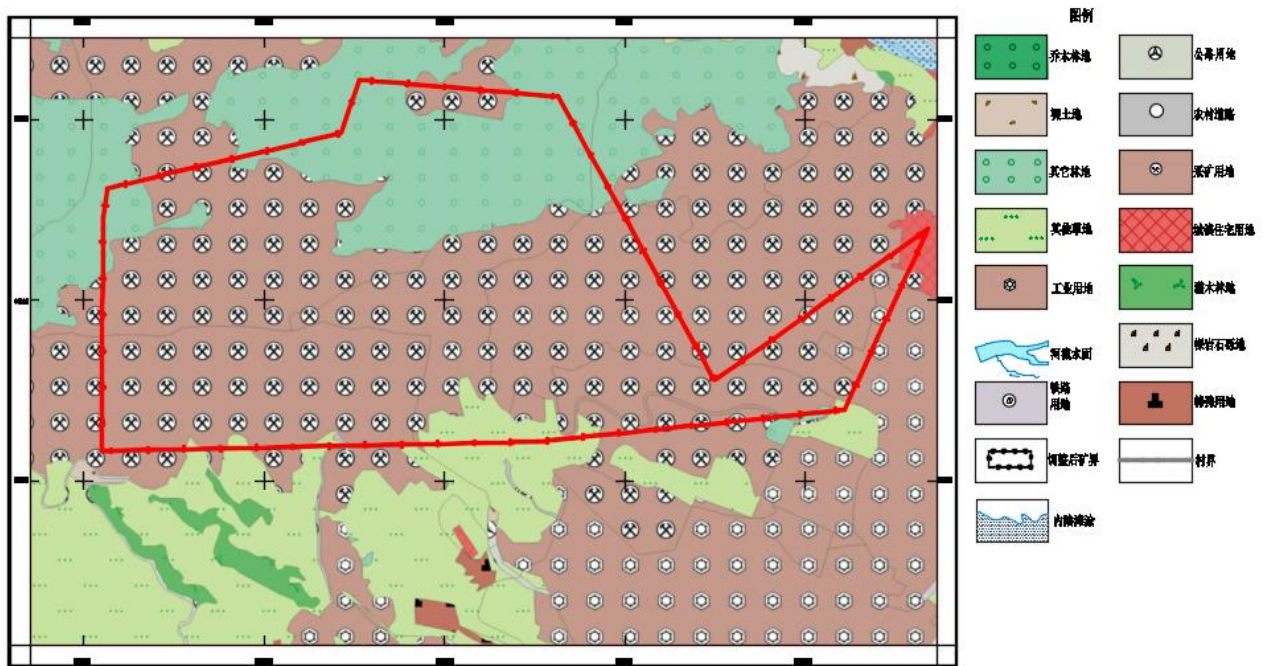 图例
乔木林地
公路用地
裸土地
农村道路
其它林地
采矿用地
其他草地
城镇住宅用地
工业用地
灌木林地
河流水面
裸岩石砾地
铁路
用地
特殊用地
调整后矿界
村界
内陆滩涂